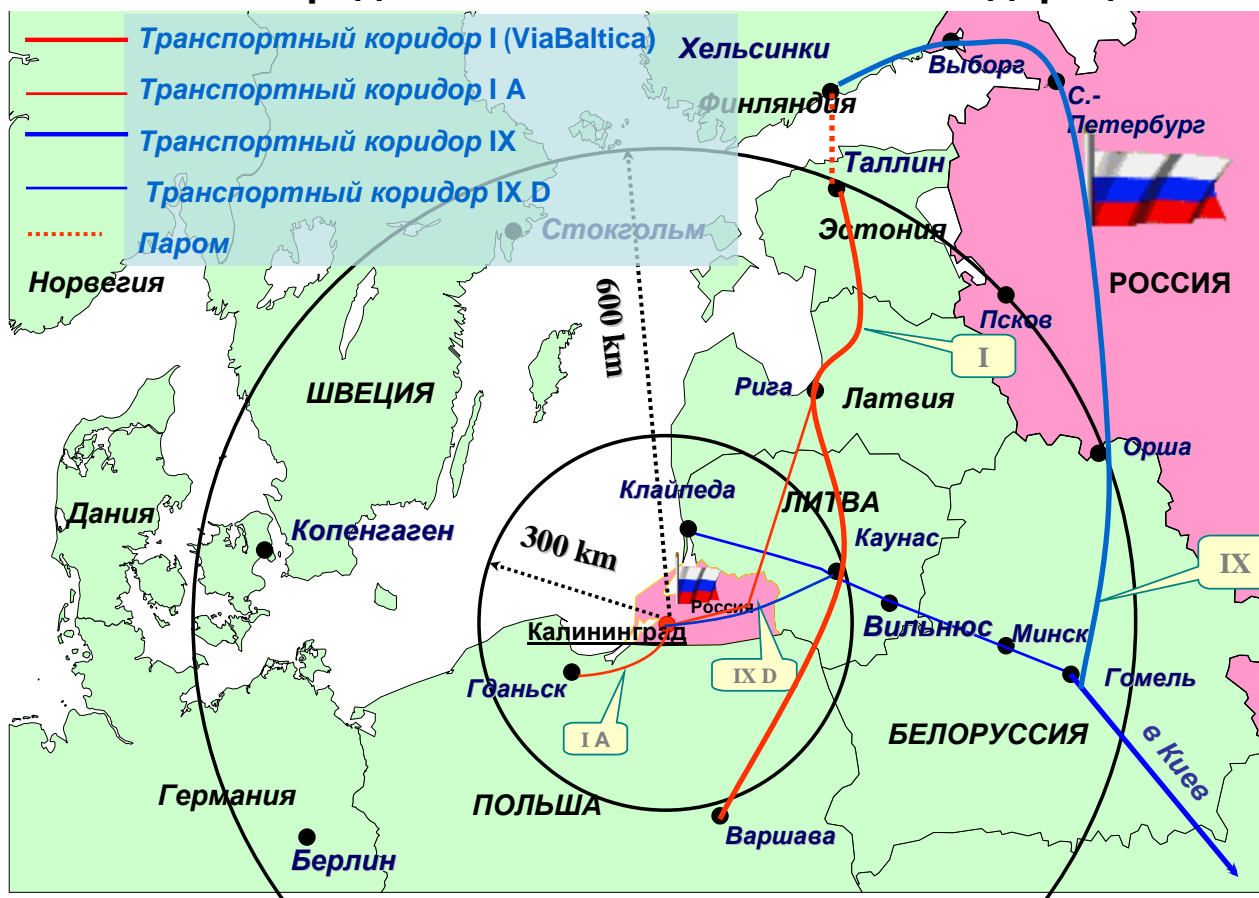 Транспортный коридор I (ViaBaltica)
Транспортный коридор I A
Транспортный коридор IX
Транспортный коридор IX D
Паром
Хельсинки
Выборг
Финляндия
С.-
Петербург
Таллин
Эстония
Стокгольм
Норвегия
РОССИЯ
600 km
Псков
I
ШВЕЦИЯ
Рига
Латвия
Орша
Клайпеда
ЛИТВА
Дания
Копенгаген
300 km
Каунас
IX
Россия
Калининград
Вильнюс
Минск
IX D
Гданьск
Гомель
I A
БЕЛОРУССИЯ
в Киев
Германия
ПОЛЬША
Варшава
Берлин